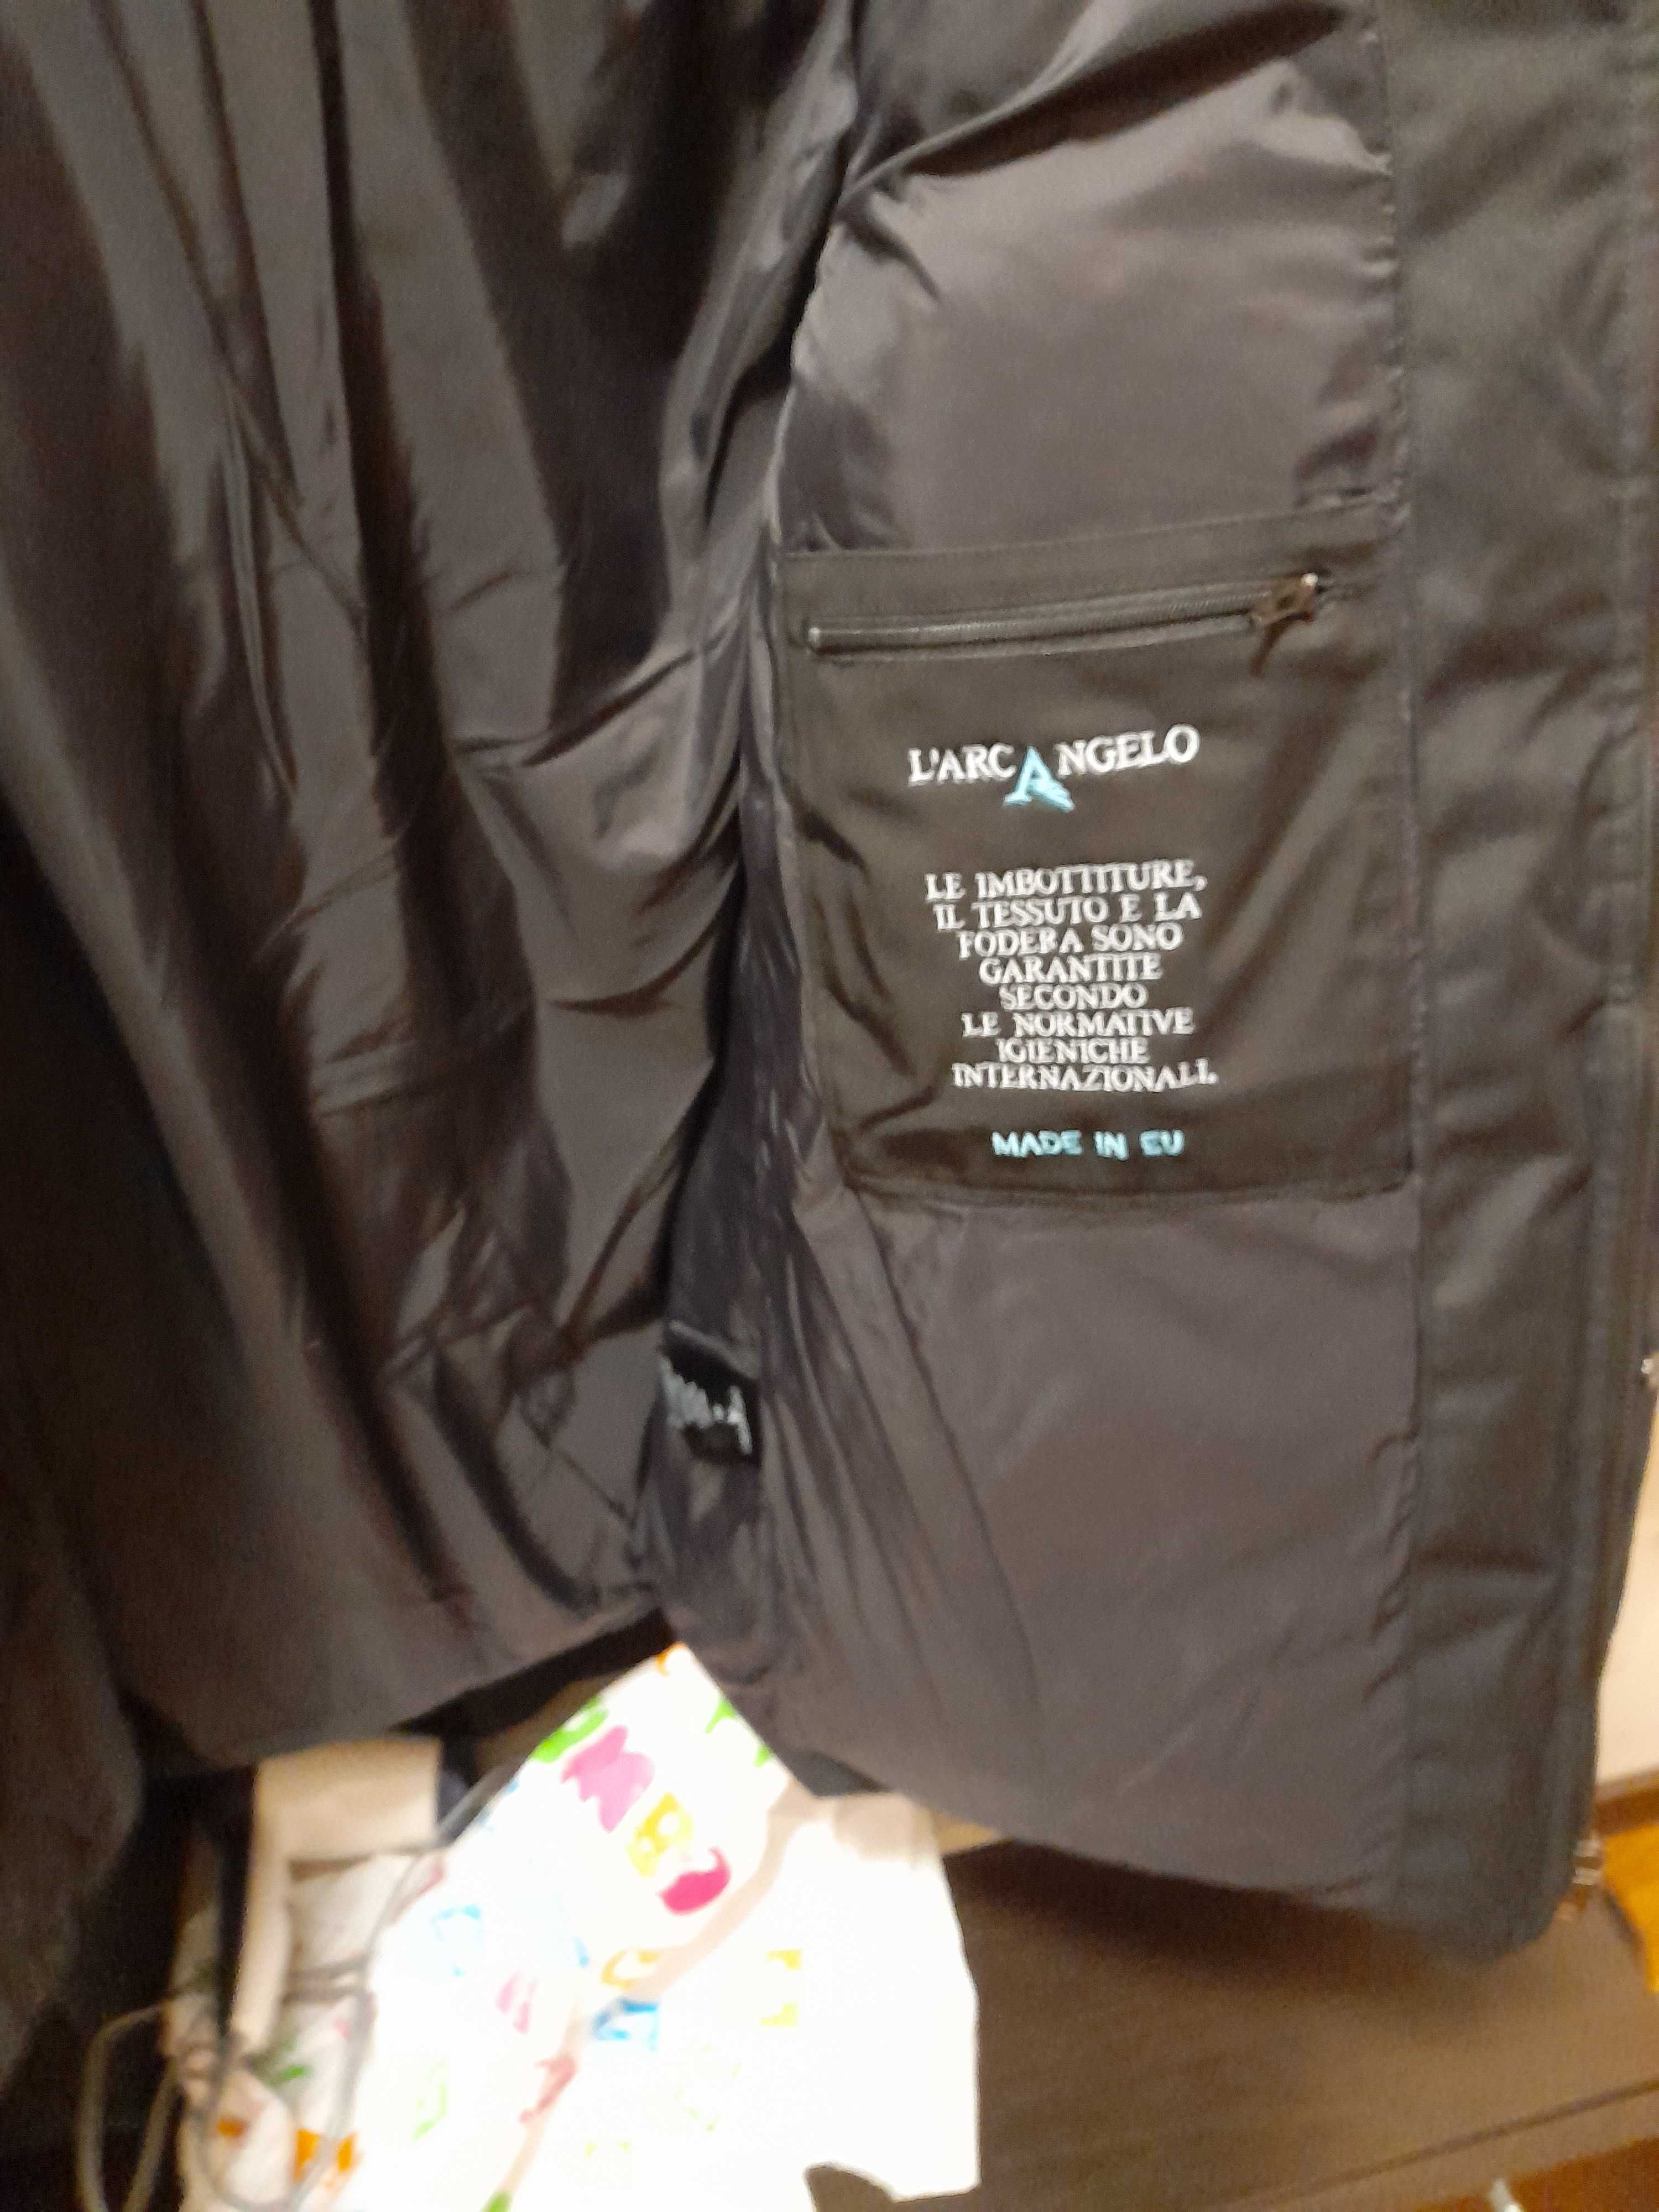 L'ARCANGELO
LE IMBOTTITURE,
IL TESSUTO E LA
FODERA SONO
GARANTITE
SECONDO
LE NORMATIVE
IGIENICHE
INTERNAZIONALI.
MADE IN EU